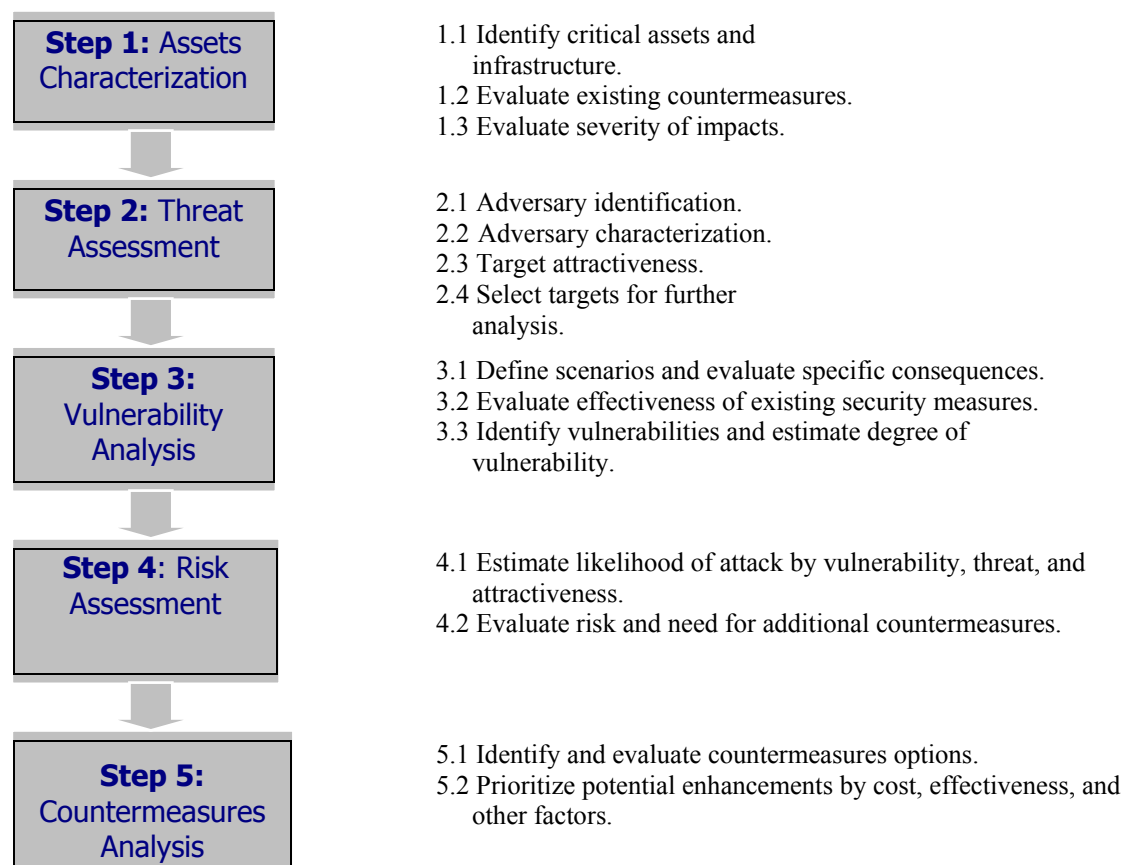 Step 1: Assets
Characterization
1.1 Identify critical assets and
infrastructure.
1.2 Evaluate existing countermeasures.
1.3 Evaluate severity of impacts.
Step 2: Threat
Assessment
2.1 Adversary identification.
2.2 Adversary characterization.
2.3 Target attractiveness.
2.4 Select targets for further
analysis.
Step 3:
Vulnerability
Analysis
3.1 Define scenarios and evaluate specific consequences.
3.2 Evaluate effectiveness of existing security measures.
3.3 Identify vulnerabilities and estimate degree of
vulnerability.
Step 4: Risk
Assessment
4.1 Estimate likelihood of attack by vulnerability, threat, and
attractiveness.
4.2 Evaluate risk and need for additional countermeasures.
Step 5:
Countermeasures
Analysis
5.1 Identify and evaluate countermeasures options.
5.2 Prioritize potential enhancements by cost, effectiveness, and
other factors.